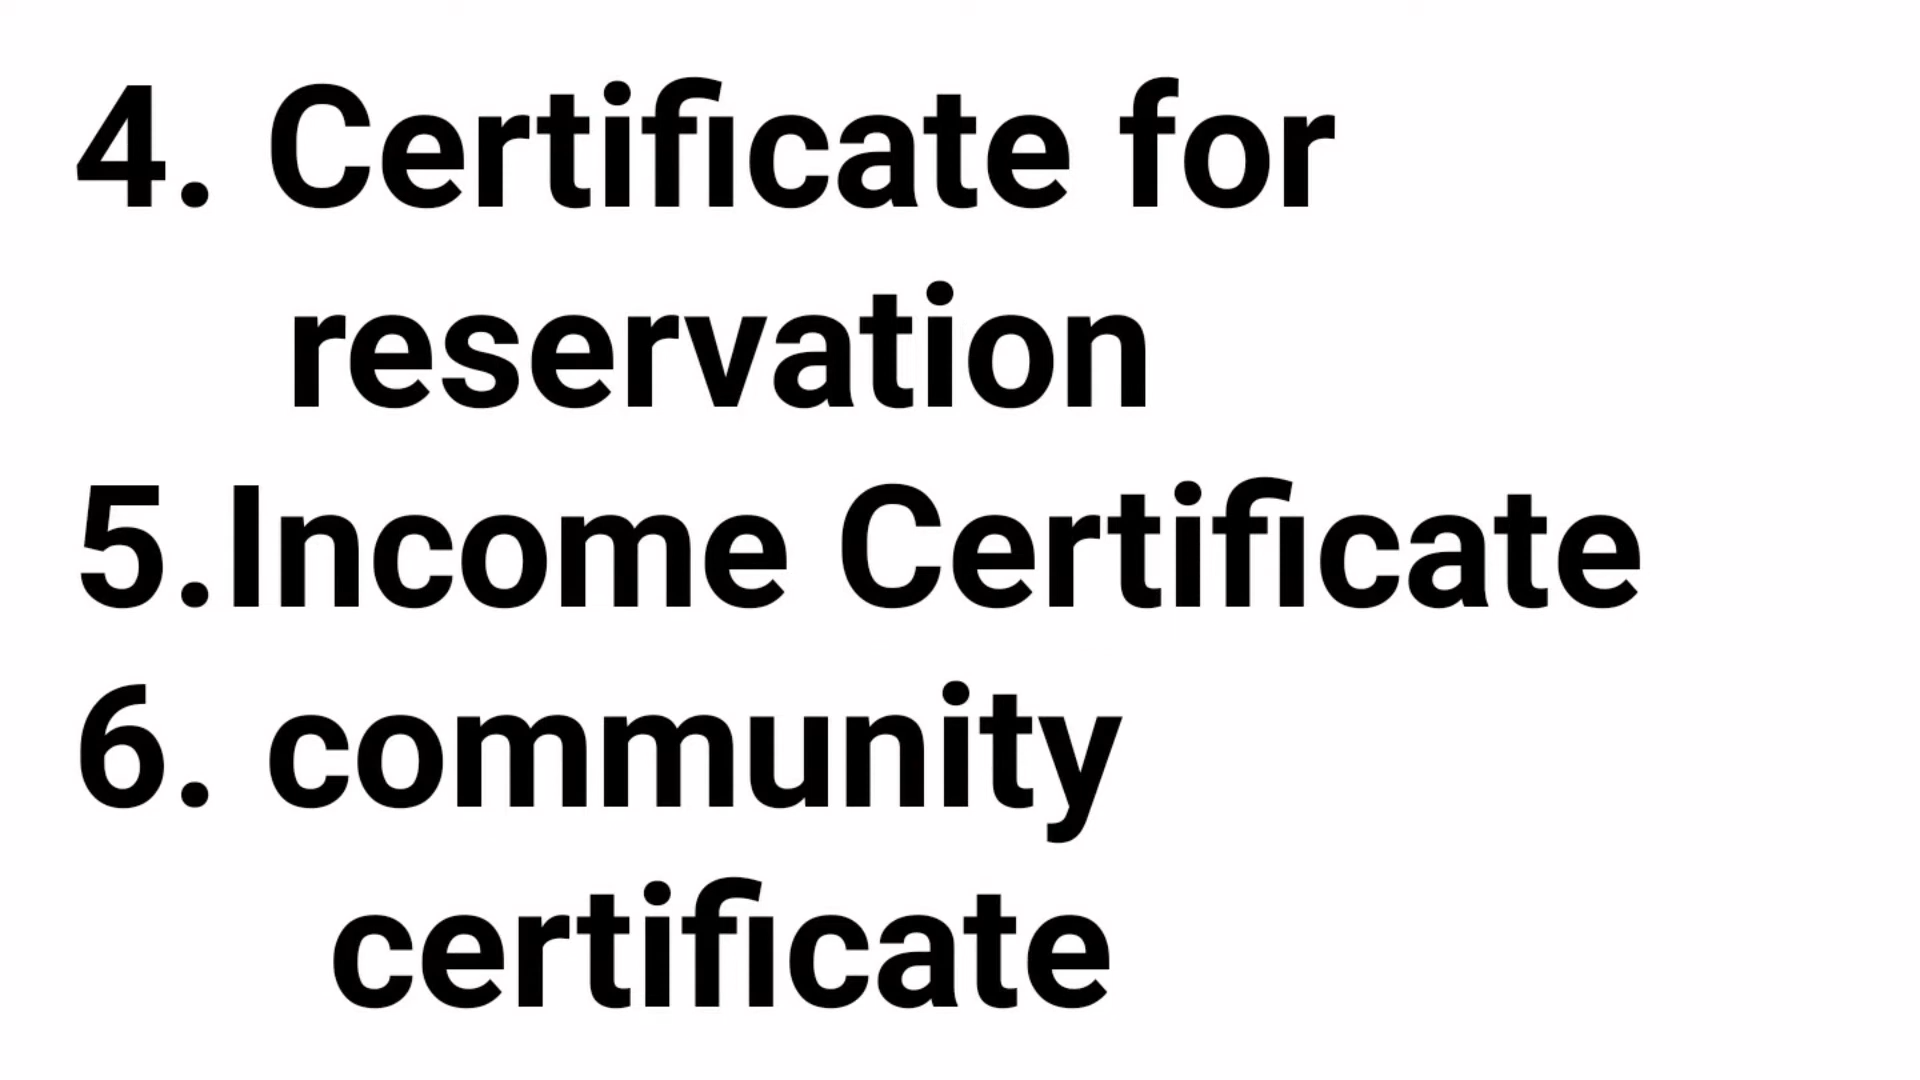 4. Certificate for
reservation
5.Income Certificate
6. community
certificate